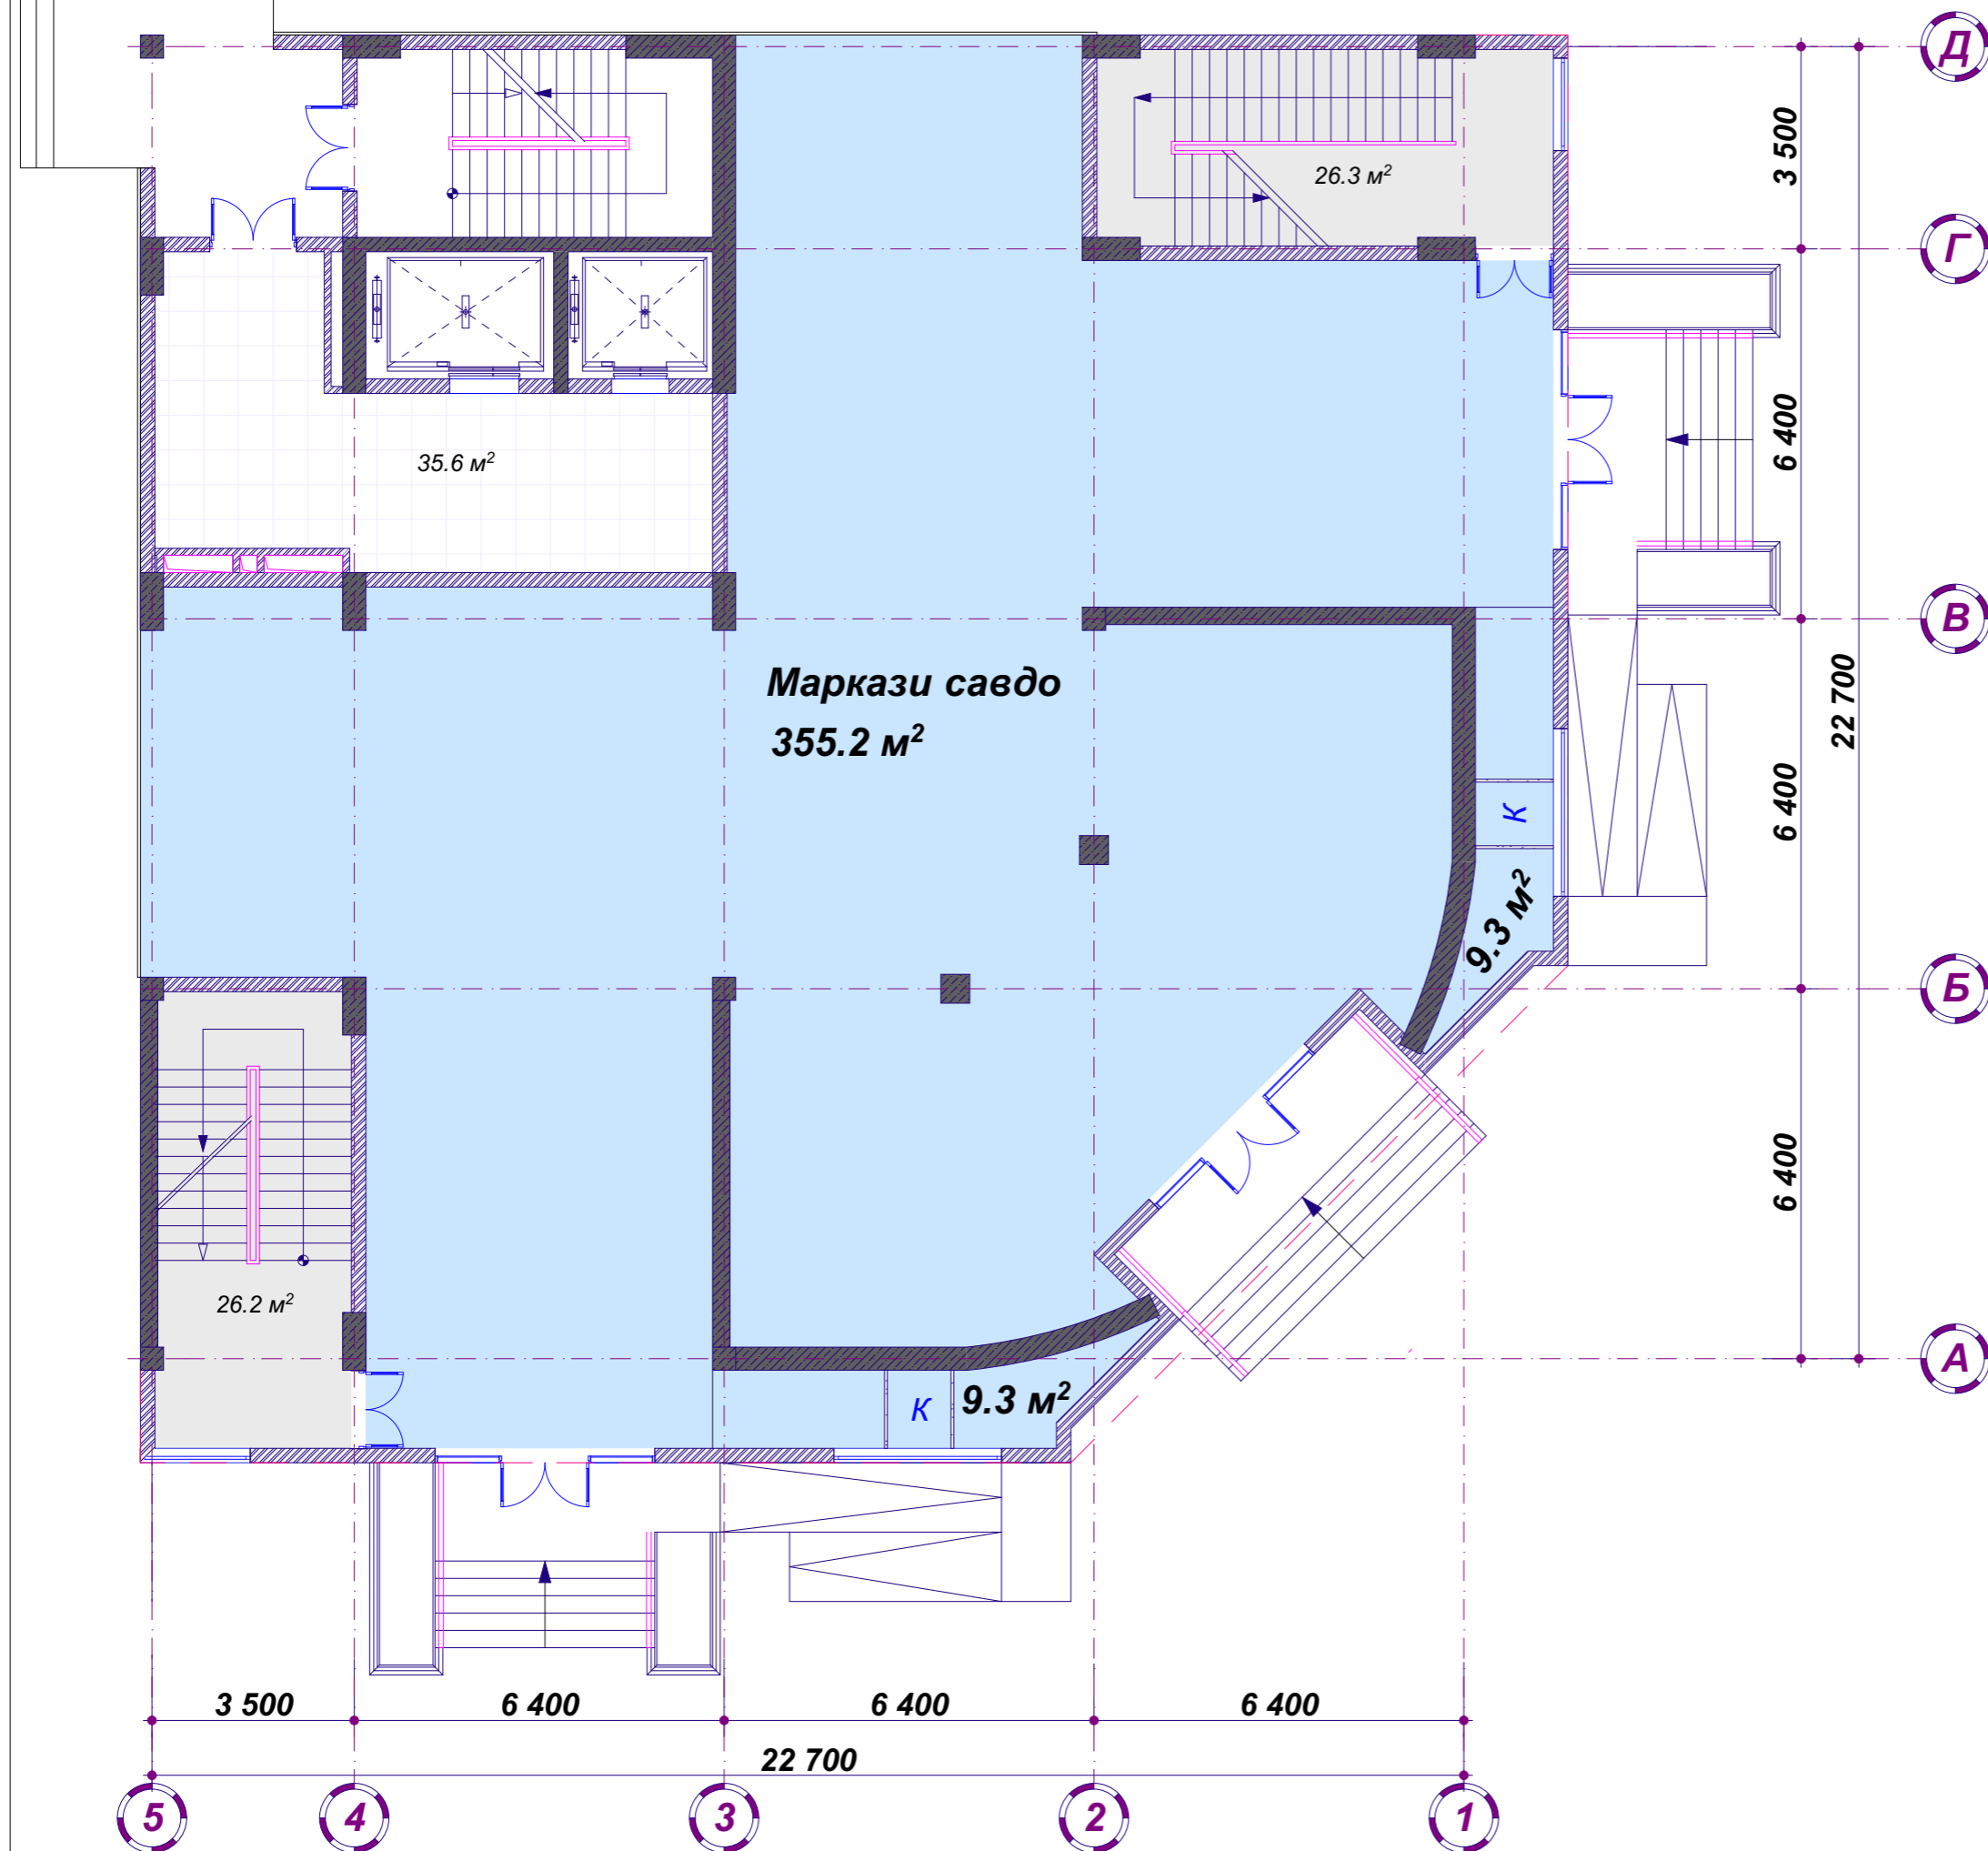 Д
3 500
26.3 м²
Г
6 400
35.6 м²
В
Маркази савдо
355.2 м²
22 700
6 400
К
9.3 м²
Б
6 400
26.2 м²
А
К
9.3 м²
3 500 6 400 6 400 6 400
22 700
5 4 3 2 1